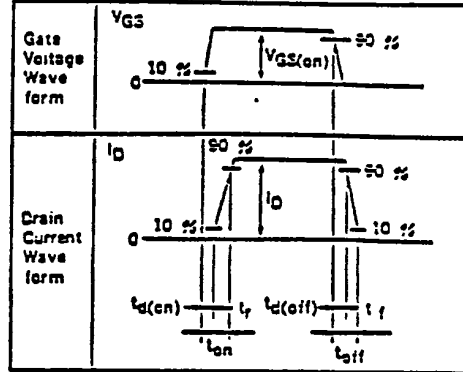 Gate
Voltage
Wave
form
VGS
10 %
0
VGS(on)
90 %
Drain
Current
Wave
form
ID
90 %
10 %
0
ID
90 %
10 %
td(on) tr td(off) tf
ton toff